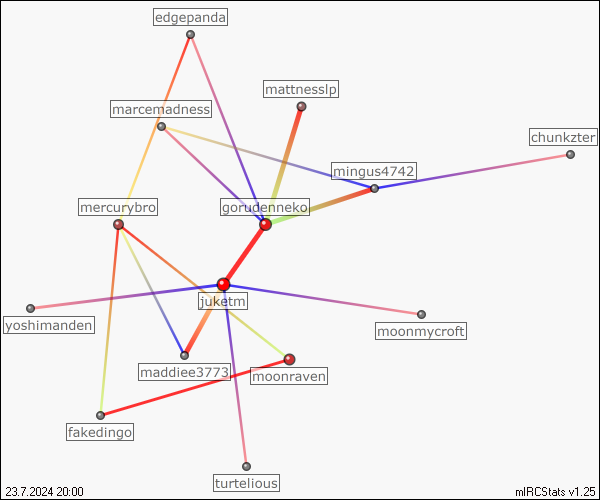 edgepanda
mattnesslp
marcemadness
chunkzter
mingus4742
mercurybro
gorudenneko
juketm
yoshimanden
moonmycroft
maddiee3773
moonraven
fakedingo
turtelious
23.7.2024 20:00
mIRCStats v1.25